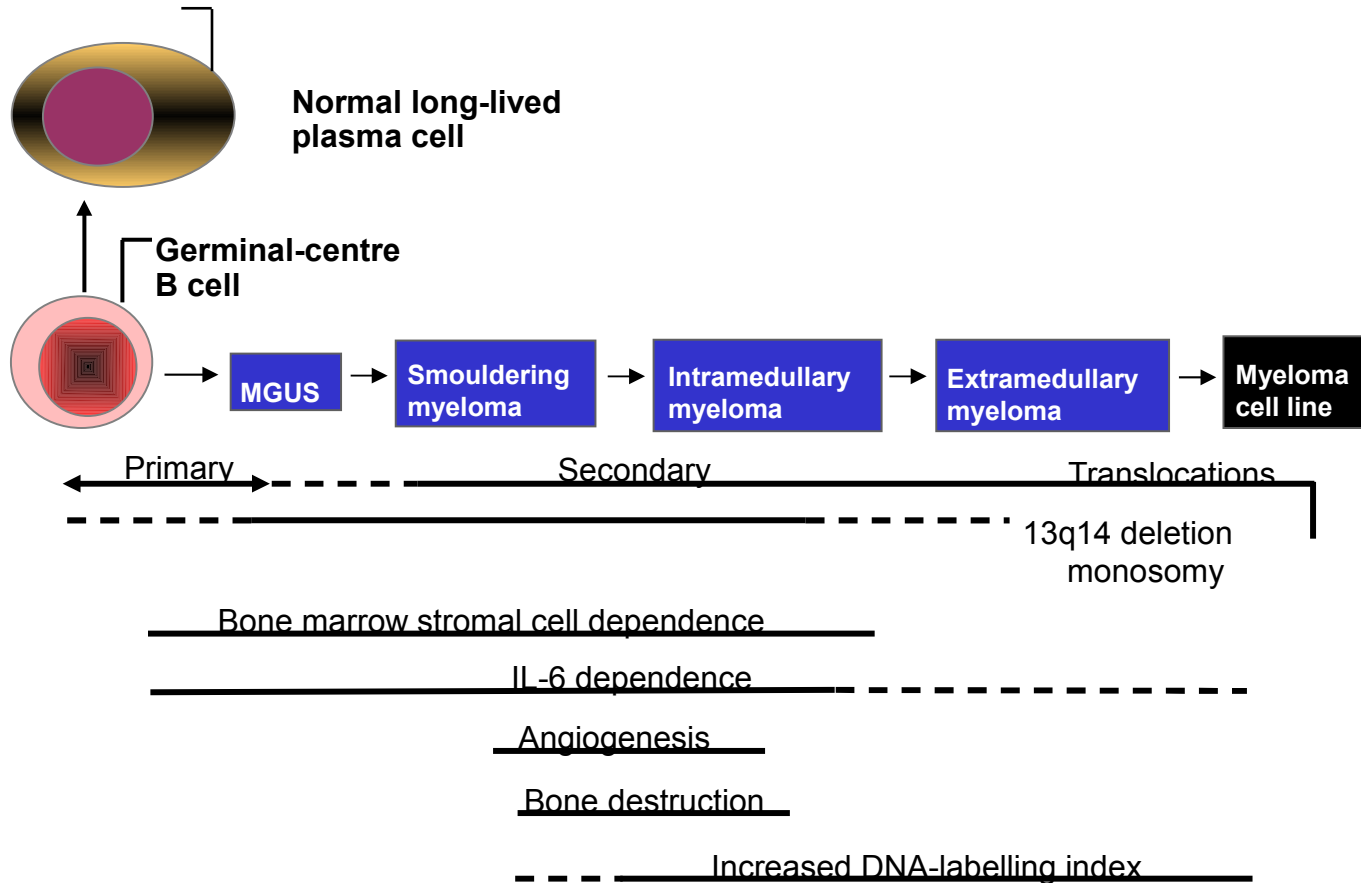 Normal long-lived
plasma cell
Germinal-centre
B cell
MGUS
Smouldering
myeloma
Intramedullary
myeloma
Extramedullary
myeloma
Myeloma
cell line
Primary
Secondary
Translocations
13q14 deletion
monosomy
Bone marrow stromal cell dependence
IL-6 dependence
Angiogenesis
Bone destruction
Increased DNA-labelling index